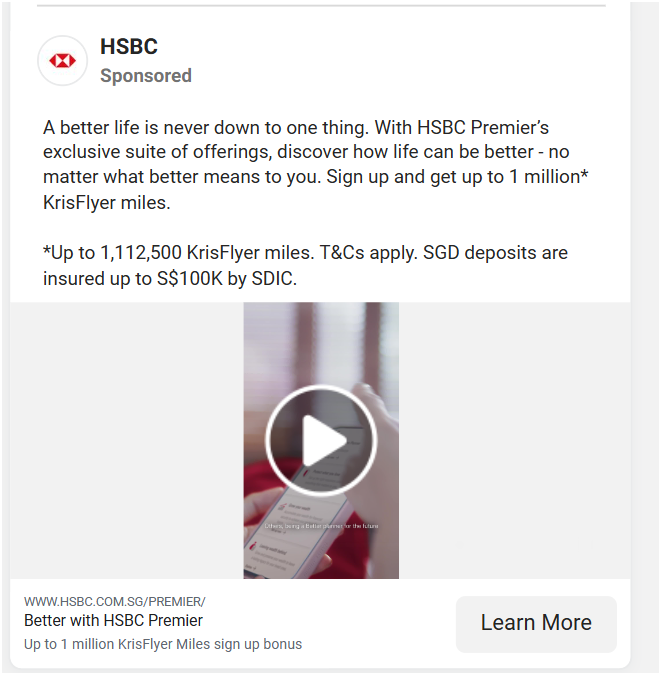 HSBC
Sponsored
A better life is never down to one thing. With HSBC Premier’s
exclusive suite of offerings, discover how life can be better - no
matter what better means to you. Sign up and get up to 1 million*
KrisFlyer miles.
*Up to 1,112,500 KrisFlyer miles. T&Cs apply. SGD deposits are
insured up to S$100K by SDIC.
being a Better planner for the future
WWW.HSBC.COM.SG/PREMIER/
Better with HSBC Premier
Up to 1 million KrisFlyer Miles sign up bonus
Learn More